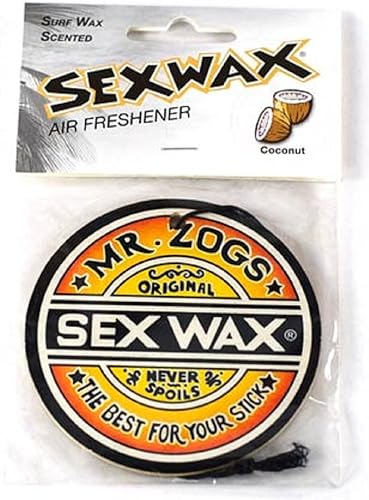 SURF WAX
SCENTED
SEXWAX®
AIR FRESHENER
Coconut
MR. ZOGS
ORIGINAL
SEX WAX®
NEVER
SPOILS
★THE BEST FOR YOUR STICK★